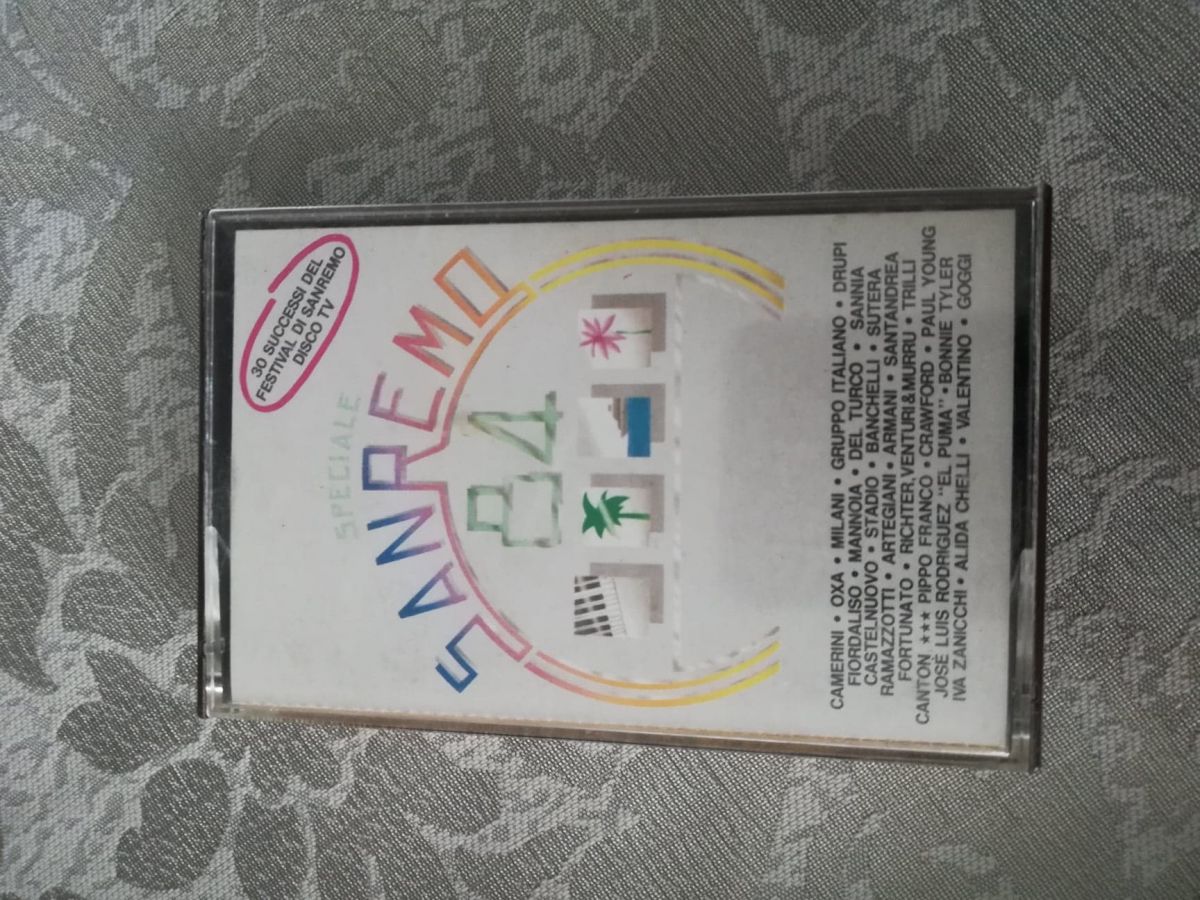 30 SUCCESSI DEL
FESTIVAL DI SANREMO
DISCO TV
SPECIALE
SANREMO
84
CAMERINI • OXA • MILANI • GRUPPO ITALIANO • DRUPI
FIORDALISO • MANNOIA • DEL TURCO • SANNIA
CASTELNUOVO • STADIO • BANCHELLI • SUTERA
RAMAZZOTTI • ARTEGIANI • ARMANI • SANTANDREA
FORTUNATO • RICHTER, VENTURI & MURRU • TRILLI
CANTON *** PIPPO FRANCO • CRAWFORD • PAUL YOUNG
JOSE LUIS RODRIGUEZ "EL PUMA" • BONNIE TYLER
IVA ZANICCHI • ALIDA CHELLI • VALENTINO • GOGGI